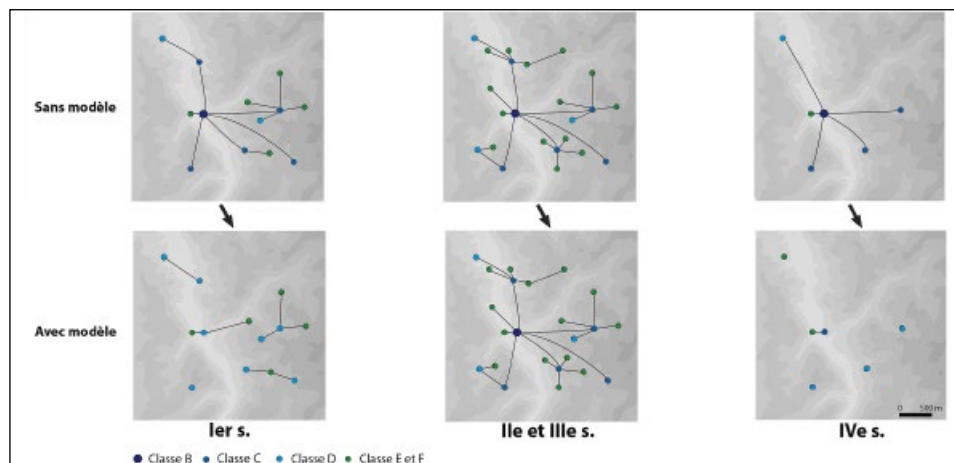 Sans modèle
Avec modèle
0 500 m
Ier s.
IIe et IIIe s.
IVe s.
Classe B Classe C Classe D Classe E et F